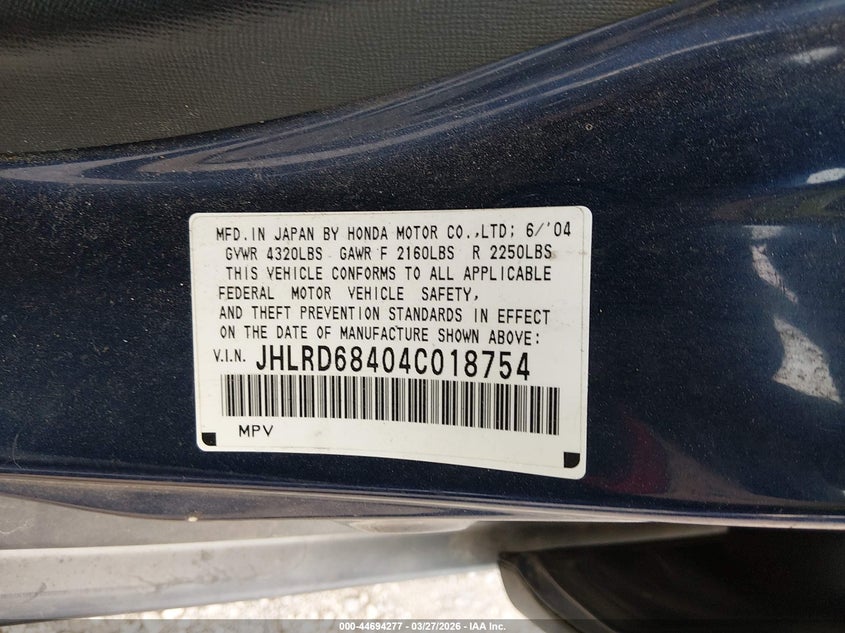 MFD.IN JAPAN BY HONDA MOTOR CO.,LTD; 6/'04
GVWR 4320LBS GAWR F 2160LBS R 2250LBS
THIS VEHICLE CONFORMS TO ALL APPLICABLE
FEDERAL MOTOR VEHICLE SAFETY,
AND THEFT PREVENTION STANDARDS IN EFFECT
ON THE DATE OF MANUFACTURE SHOWN ABOVE:
V.I.N. JHLRD68404C018754
MPV
000-44694277 - 03/27/2026 - IAA Inc.